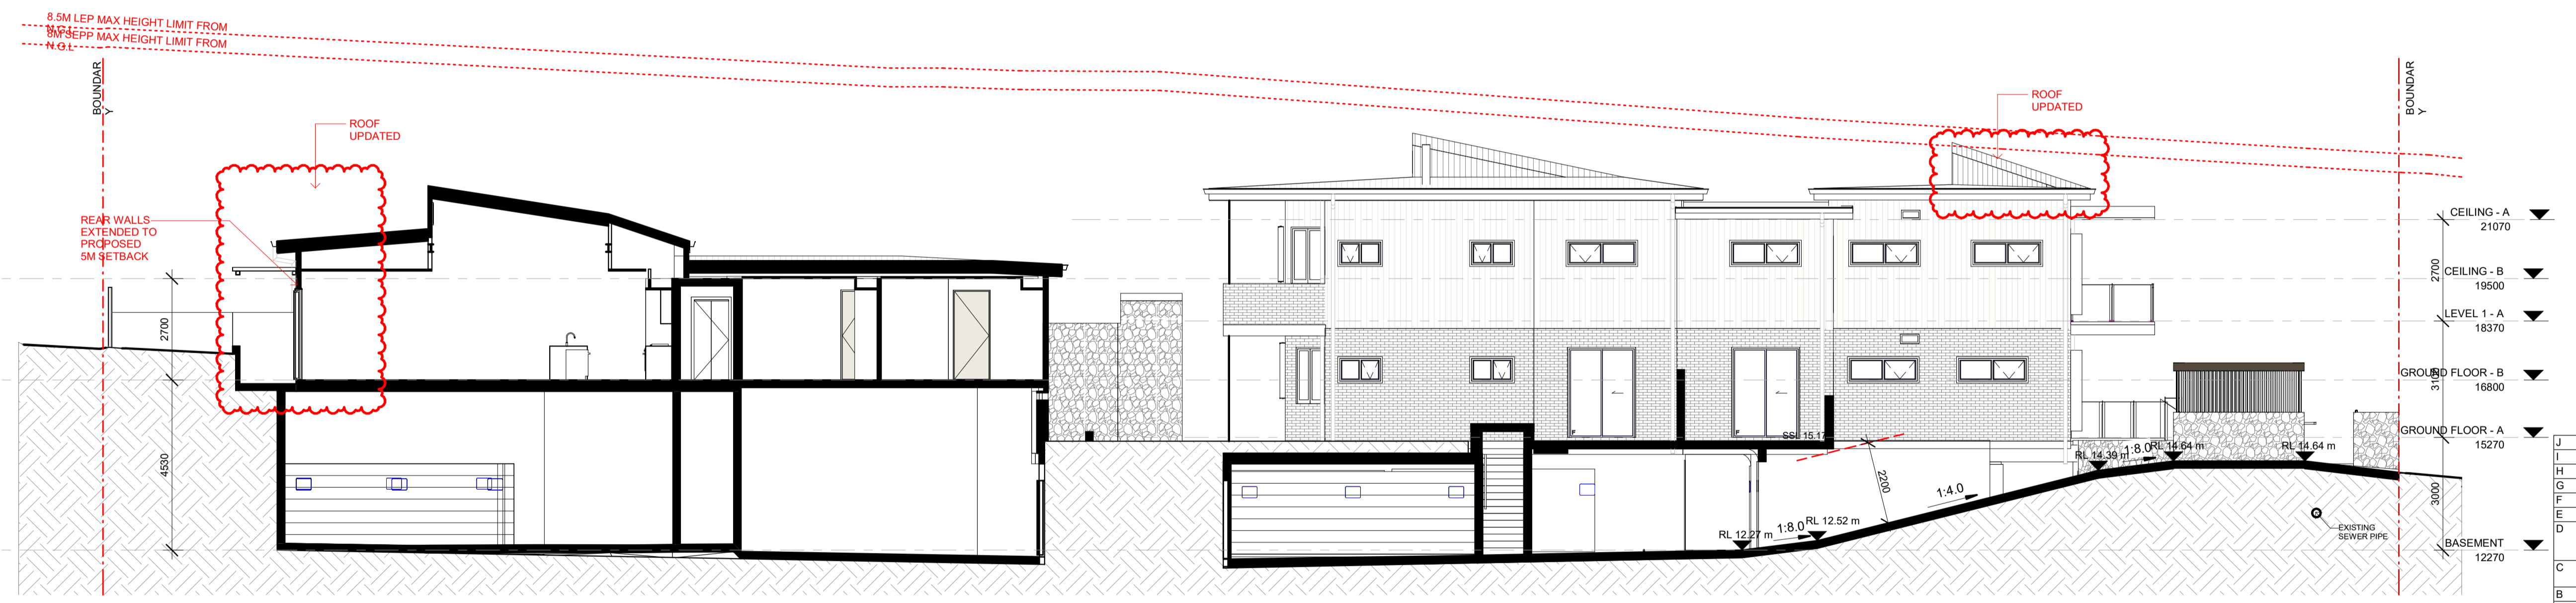 8.5M LEP MAX HEIGHT LIMIT FROM
N.G.L
8M SEPP MAX HEIGHT LIMIT FROM
N.G.L
BOUNDAR
Y
ROOF
UPDATED
REAR WALLS
EXTENDED TO
PROPOSED
5M SETBACK
2700
4530
ROOF
UPDATED
BOUNDAR
Y
CEILING - A
21070
2700
CEILING - B
19500
LEVEL 1 - A
18370
3100
GROUND FLOOR - B
16800
GROUND FLOOR - A
15270
3000
BASEMENT
12270
F
F
SSL 15.17
2200
RL 12.27 m
1:8.0
RL 12.52 m
1:4.0
RL 14.39 m
1:8.0
RL 14.64 m
RL 14.64 m
EXISTING
SEWER PIPE
J
I
H
G
F
E
D
C
B